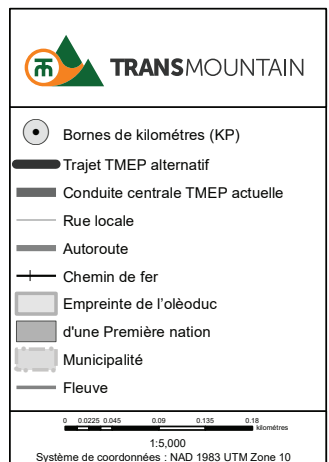 TRANSMOUNTAIN
Bornes de kilométres (KP)
Trajet TMEP alternatif
Conduite centrale TMEP actuelle
Rue locale
Autoroute
Chemin de fer
Empreinte de l'olèoduc
d'une Première nation
Municipalité
Fleuve
0 0.0225 0.045 0.09 0.135 0.18
kilométres
1:5,000
Système de coordonnées : NAD 1983 UTM Zone 10